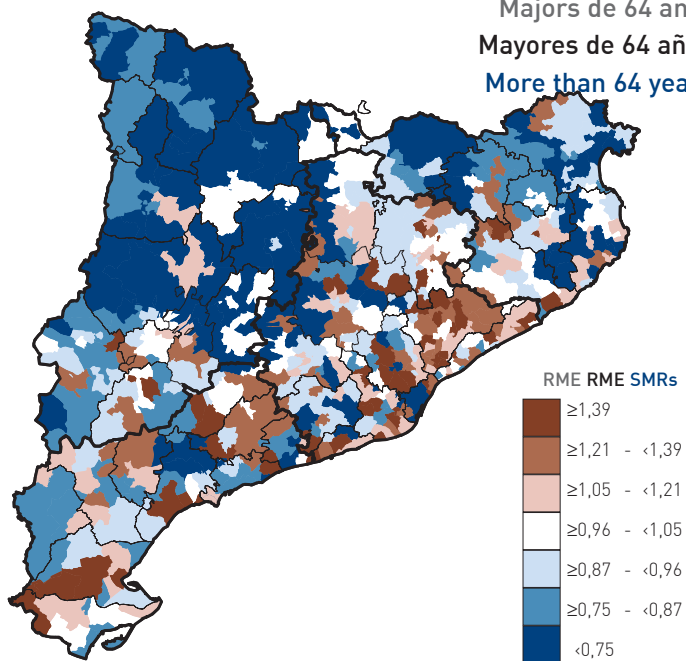 Majors de 64 an
Mayores de 64 añ
More than 64 yea
RME RME SMRs
≥1,39
≥1,21 - <1,39
≥1,05 - <1,21
≥0,96 - <1,05
≥0,87 - <0,96
≥0,75 - <0,87
<0,75